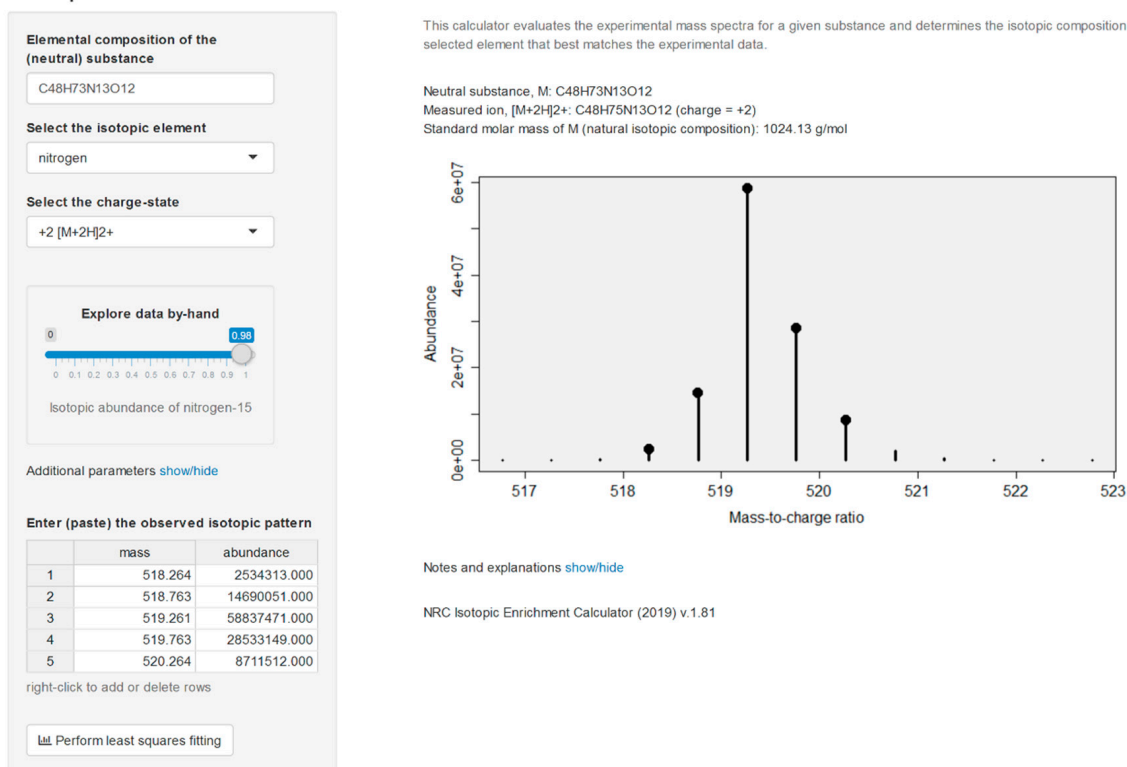 Elemental composition of the
(neutral) substance
C48H73N13O12
Select the isotopic element
nitrogen
Select the charge-state
+2 [M+2H]2+
Explore data by-hand
0
0.98
0 0.1 0.2 0.3 0.4 0.5 0.6 0.7 0.8 0.9 1
Isotopic abundance of nitrogen-15
Additional parameters show/hide
Enter (paste) the observed isotopic pattern
mass abundance
1 518.264 2534313.000
2 518.763 14690051.000
3 519.261 58837471.000
4 519.763 28533149.000
5 520.264 8711512.000
right-click to add or delete rows
Perform least squares fitting
This calculator evaluates the experimental mass spectra for a given substance and determines the isotopic composition
selected element that best matches the experimental data.
Neutral substance, M: C48H73N13O12
Measured ion, [M+2H]2+: C48H75N13O12 (charge = +2)
Standard molar mass of M (natural isotopic composition): 1024.13 g/mol
Abundance
6e+07
4e+07
2e+07
0e+00
517 518 519 520 521 522 523
Mass-to-charge ratio
Notes and explanations show/hide
NRC Isotopic Enrichment Calculator (2019) v.1.81